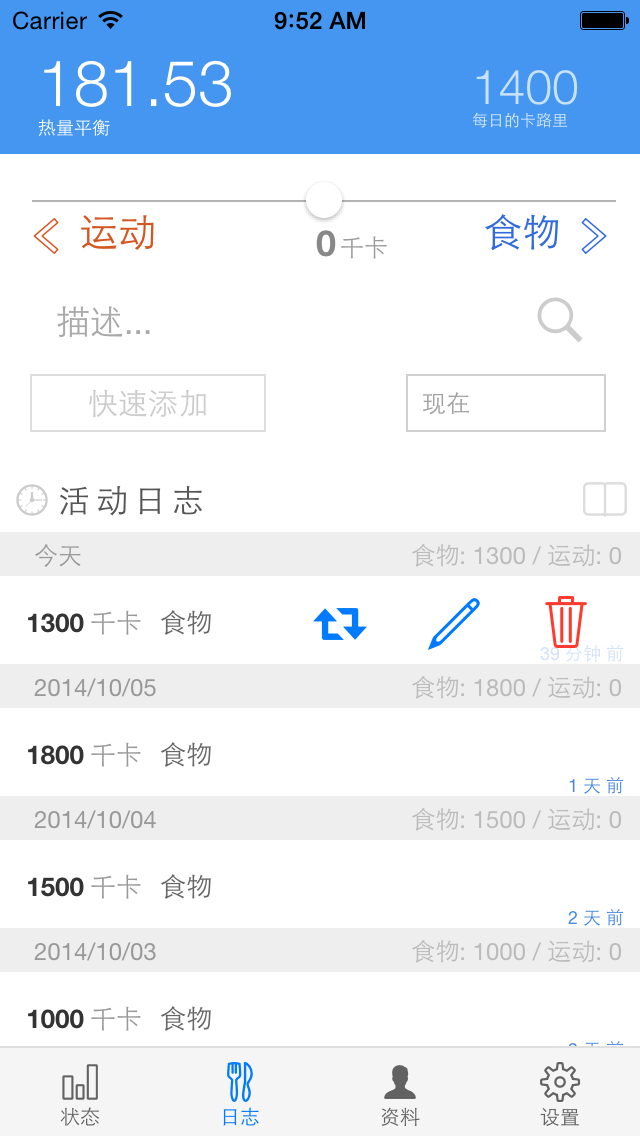 Carrier 9:52 AM
181.53 1400
热量平衡 每日的卡路里
运动 0千卡 食物
描述...
快速添加 现在
活动日志
今天 食物: 1300 / 运动: 0
1300 千卡 食物
39 分钟 前
2014/10/05 食物: 1800 / 运动: 0
1800 千卡 食物
1 天 前
2014/10/04 食物: 1500 / 运动: 0
1500 千卡 食物
2 天 前
2014/10/03 食物: 1000 / 运动: 0
1000 千卡 食物
状态 日志 资料 设置